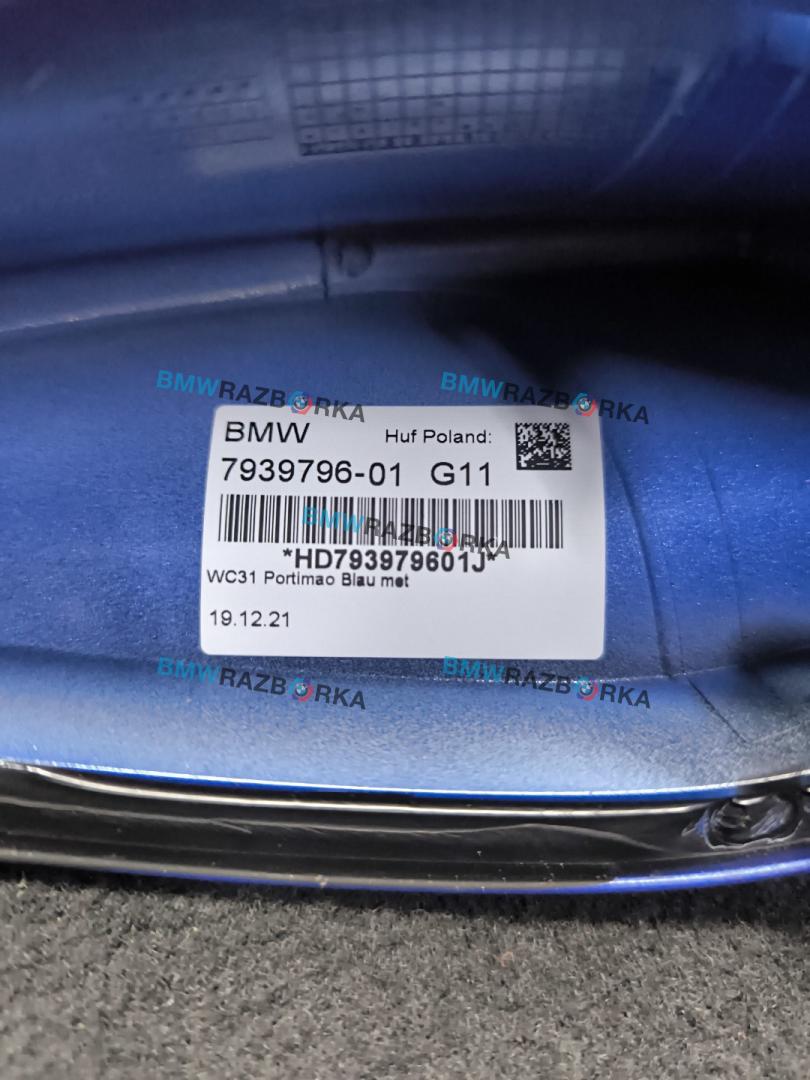 BMWRAZBORKA
BMWRAZBORKA
BMW Huf Poland:
7939796-01 G11
BMWRAZBORKA
*HD793979601J*
WC31 Portimao Blau met
19.12.21
BMWRAZBORKA
BMWRAZBORKA